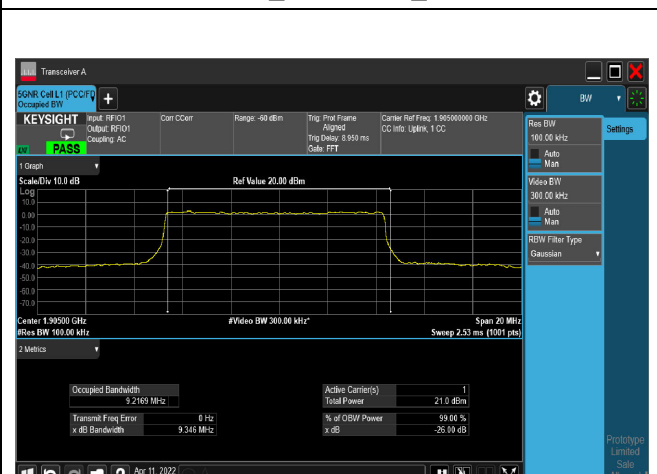 Transceiver A
5GNR Cell L1 (PCC/F
Occupied BW
BW
KEYSIGHT
Input: RFIO1
Output: RFIO1
Coupling: AC
Corr CCorr
Range: -60 dBm
Trig: Prot Frame
Aligned
Trig Delay: 8.950 ms
Gate: FFT
Carrier Ref Freq: 1.905000000 GHz
CC Info: Uplink, 1 CC
PASS
Res BW
100.00 kHz
Auto
Man
Settings
Video BW
300.00 kHz
Auto
Man
RBW Filter Type
Gaussian
1 Graph
Scale/Div 10.0 dB
Ref Value 20.00 dBm
Log
10.0
0.00
-10.0
-20.0
-30.0
-40.0
-50.0
-60.0
-70.0
Center 1.90500 GHz
#Video BW 300.00 kHz*
Span 20 MHz
#Res BW 100.00 kHz
Sweep 2.53 ms (1001 pts)
2 Metrics
Occupied Bandwidth
9.2169 MHz
Active Carrier(s) 1
Total Power 21.0 dBm
Transmit Freq Error 0 Hz
x dB Bandwidth 9.346 MHz
% of OBW Power 99.00 %
x dB -26.00 dB
Prototype
Limited
Sale
Apr 11, 2022